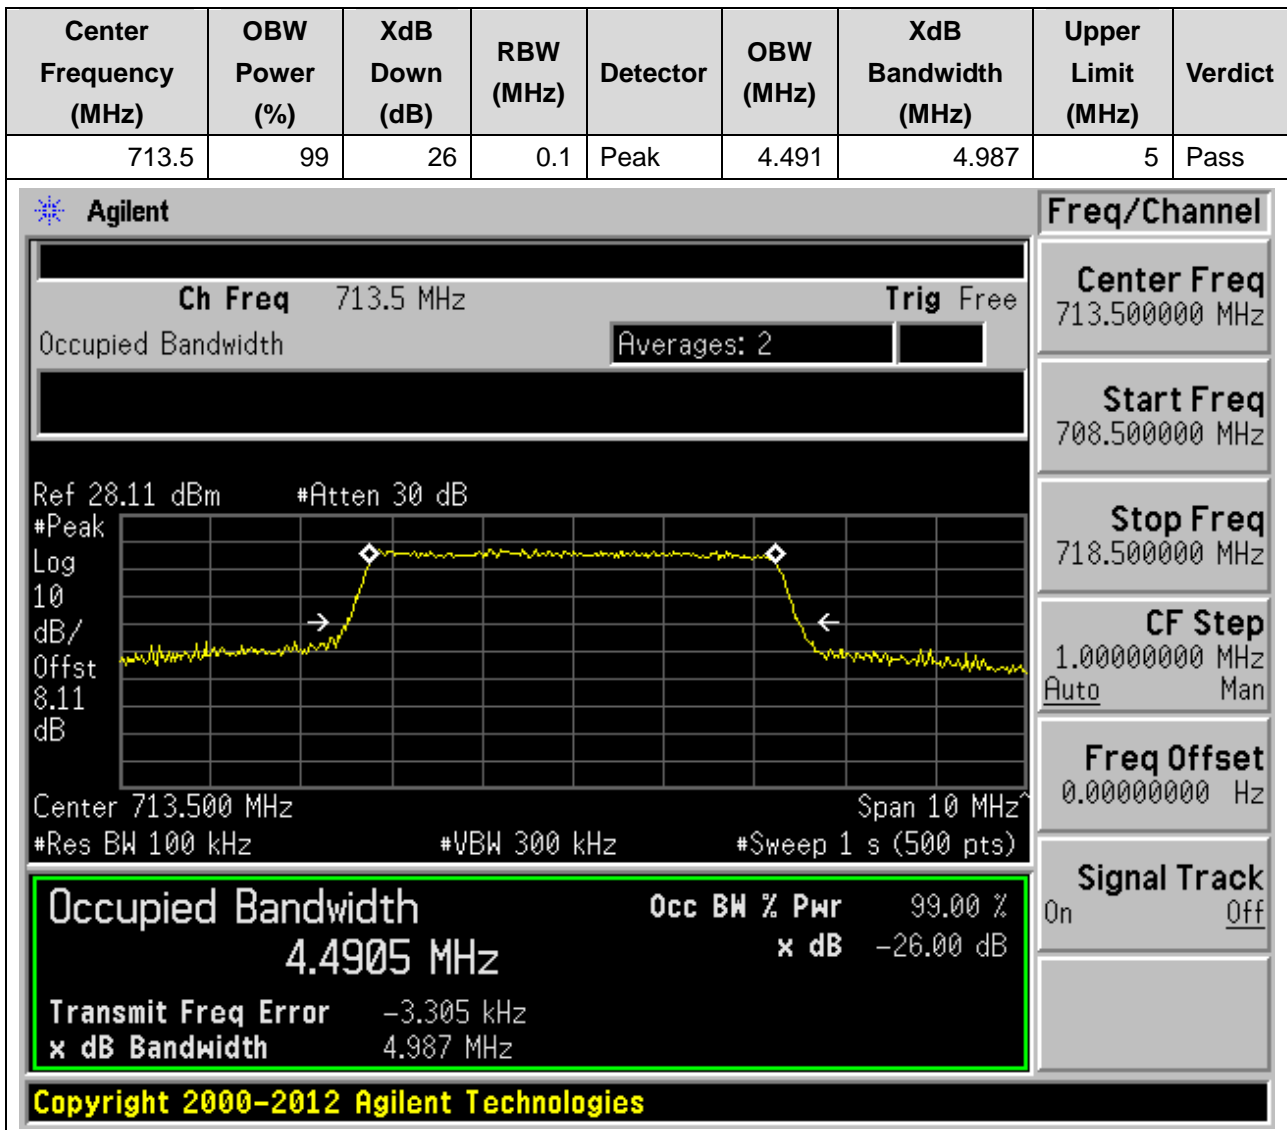 Center Frequency (MHz) OBW Power (%) XdB Down (dB) RBW (MHz) Detector OBW (MHz) XdB Bandwidth (MHz) Upper Limit (MHz) Verdict
713.5 99 26 0.1 Peak 4.491 4.987 5 Pass
Agilent
Ch Freq 713.5 MHz Trig Free
Occupied Bandwidth Averages: 2
Ref 28.11 dBm #Atten 30 dB
#Peak
Log
10
dB/
Offst
8.11
dB
Center 713.500 MHz Span 10 MHz^
#Res BW 100 kHz #VBW 300 kHz #Sweep 1 s (500 pts)
Occupied Bandwidth Occ BW % Pwr 99.00 %
4.4905 MHz x dB -26.00 dB
Transmit Freq Error -3.305 kHz
x dB Bandwidth 4.987 MHz
Freq/Channel
Center Freq
713.500000 MHz
Start Freq
708.500000 MHz
Stop Freq
718.500000 MHz
CF Step
1.00000000 MHz
Auto Man
Freq Offset
0.00000000 Hz
Signal Track
On Off
Copyright 2000-2012 Agilent Technologies